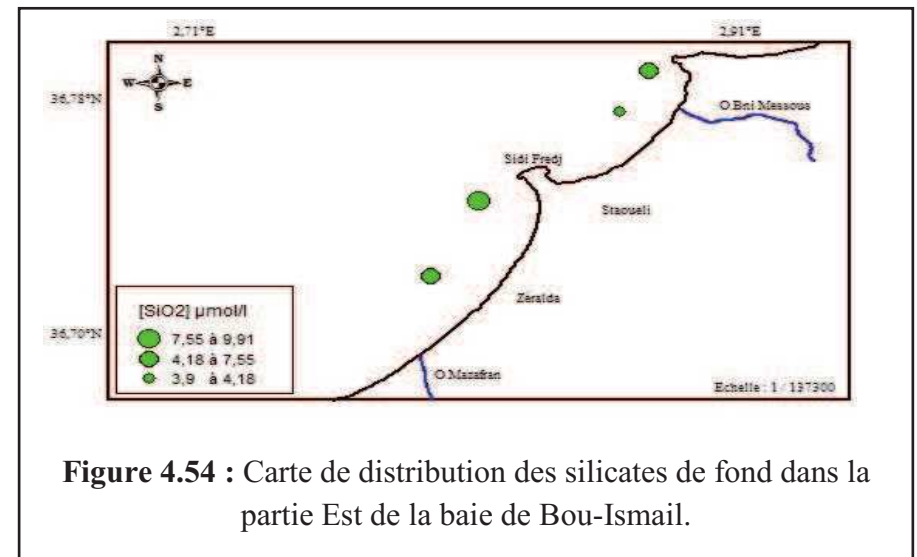 2,71°E 2,91°E
N
W E
S
36,78°N
O.Bni Messous
Sidi Fredj
Staoueli
Zeralda
[SiO2] µmol/l
7,55 à 9,91
4,18 à 7,55
3,9 à 4,18
36,70°N
O.Mazafran
Echelle : 1 / 137300
Figure 4.54 : Carte de distribution des silicates de fond dans la
partie Est de la baie de Bou-Ismail.